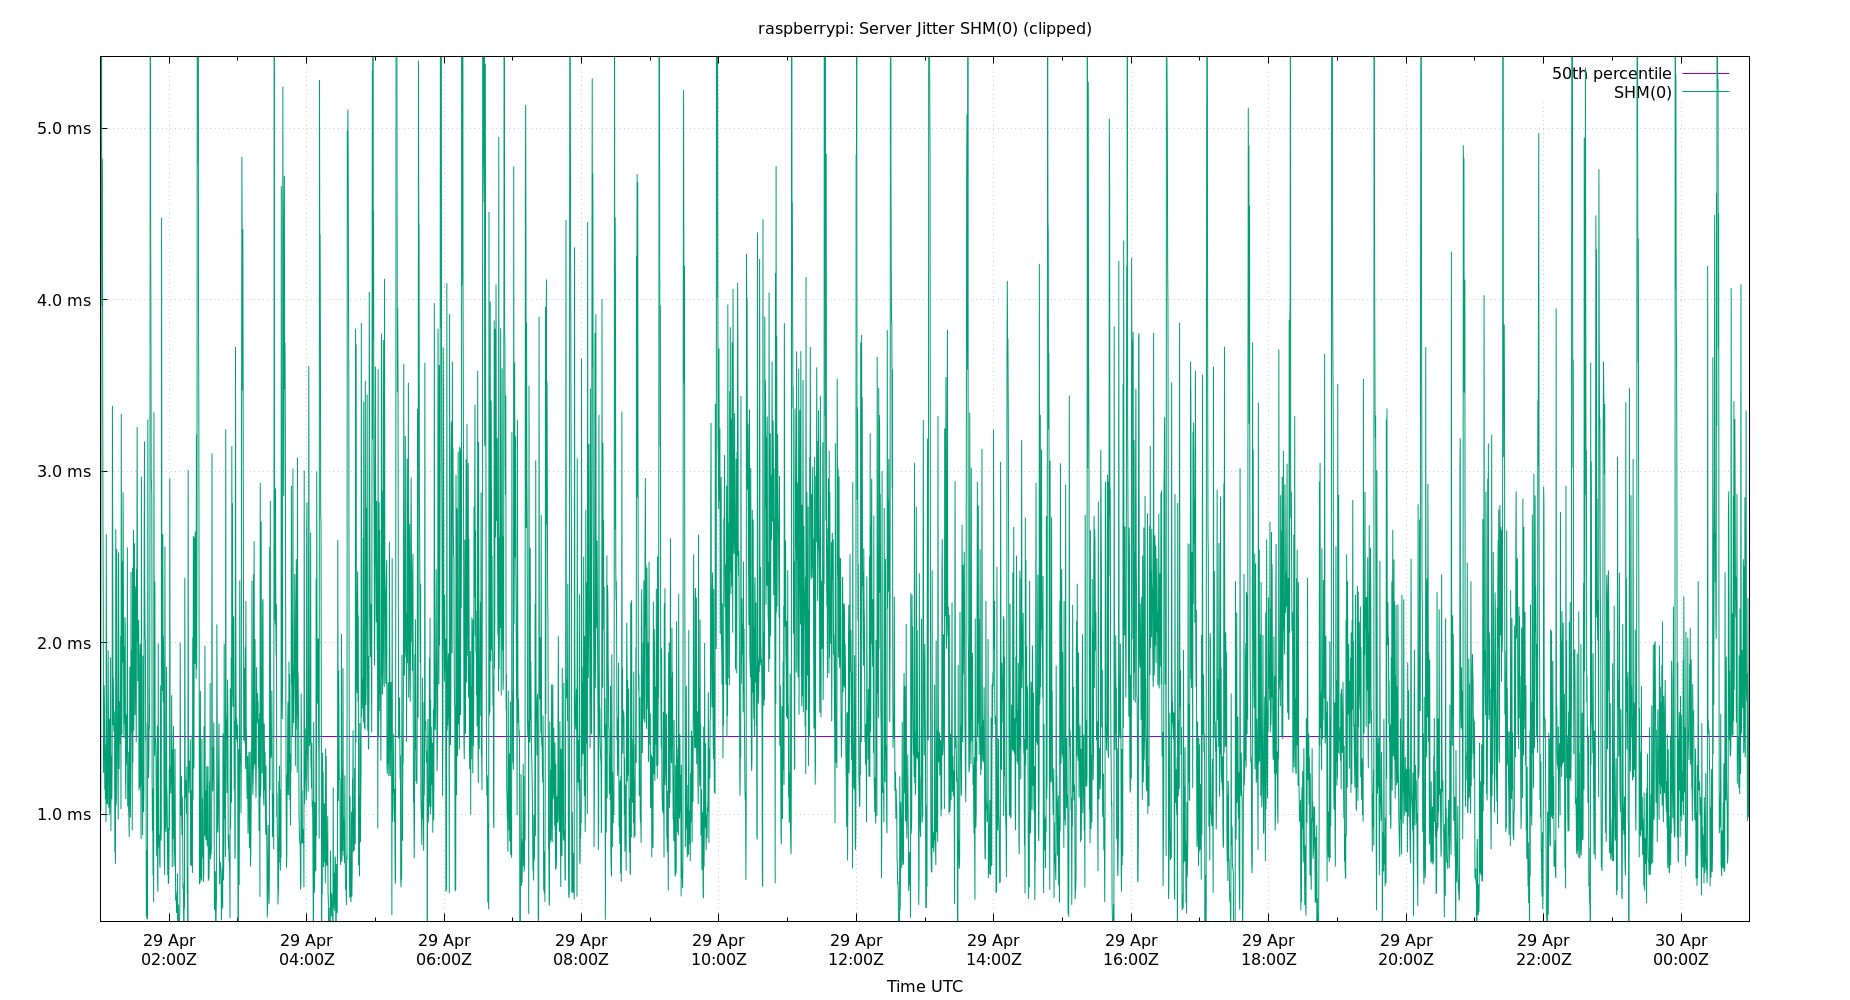 raspberrypi: Server Jitter SHM(0) (clipped)
50th percentile
SHM(0)
5.0 ms
4.0 ms
3.0 ms
2.0 ms
1.0 ms
29 Apr 29 Apr 29 Apr 29 Apr 29 Apr 29 Apr 29 Apr 29 Apr 29 Apr 29 Apr 29 Apr 30 Apr
02:00Z 04:00Z 06:00Z 08:00Z 10:00Z 12:00Z 14:00Z 16:00Z 18:00Z 20:00Z 22:00Z 00:00Z
Time UTC